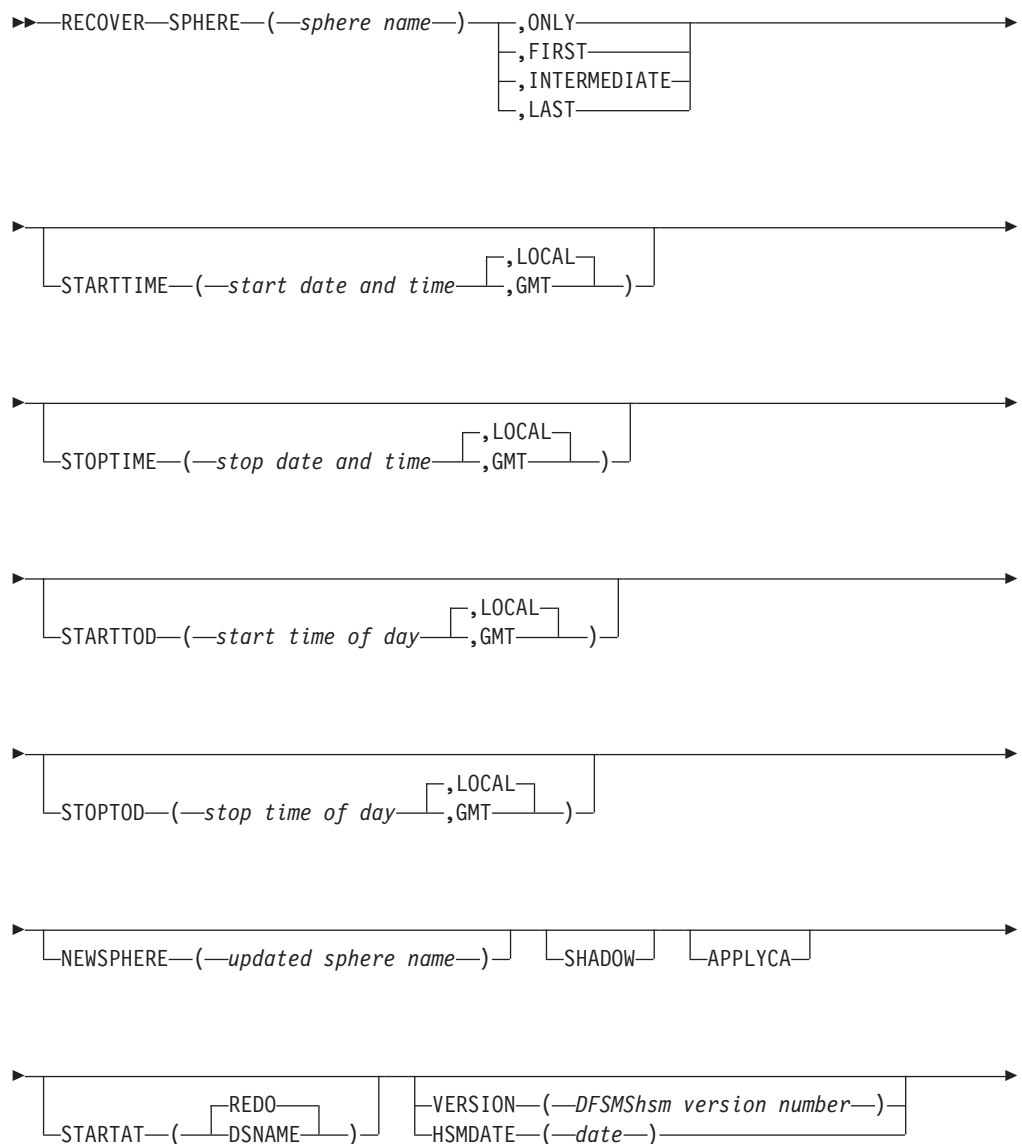 RECOVER SPHERE ( sphere name ) ,ONLY
,FIRST
,INTERMEDIATE
,LAST
,LOCAL
STARTTIME ( start date and time ,GMT )
,LOCAL
STOPTIME ( stop date and time ,GMT )
,LOCAL
STARTTOD ( start time of day ,GMT )
,LOCAL
STOPTOD ( stop time of day ,GMT )
NEWSPHERE ( updated sphere name ) SHADOW APPLYCA
REDO VERSION ( DFSMShsm version number )
STARTAT ( DSNAME ) HSMDATE ( date )